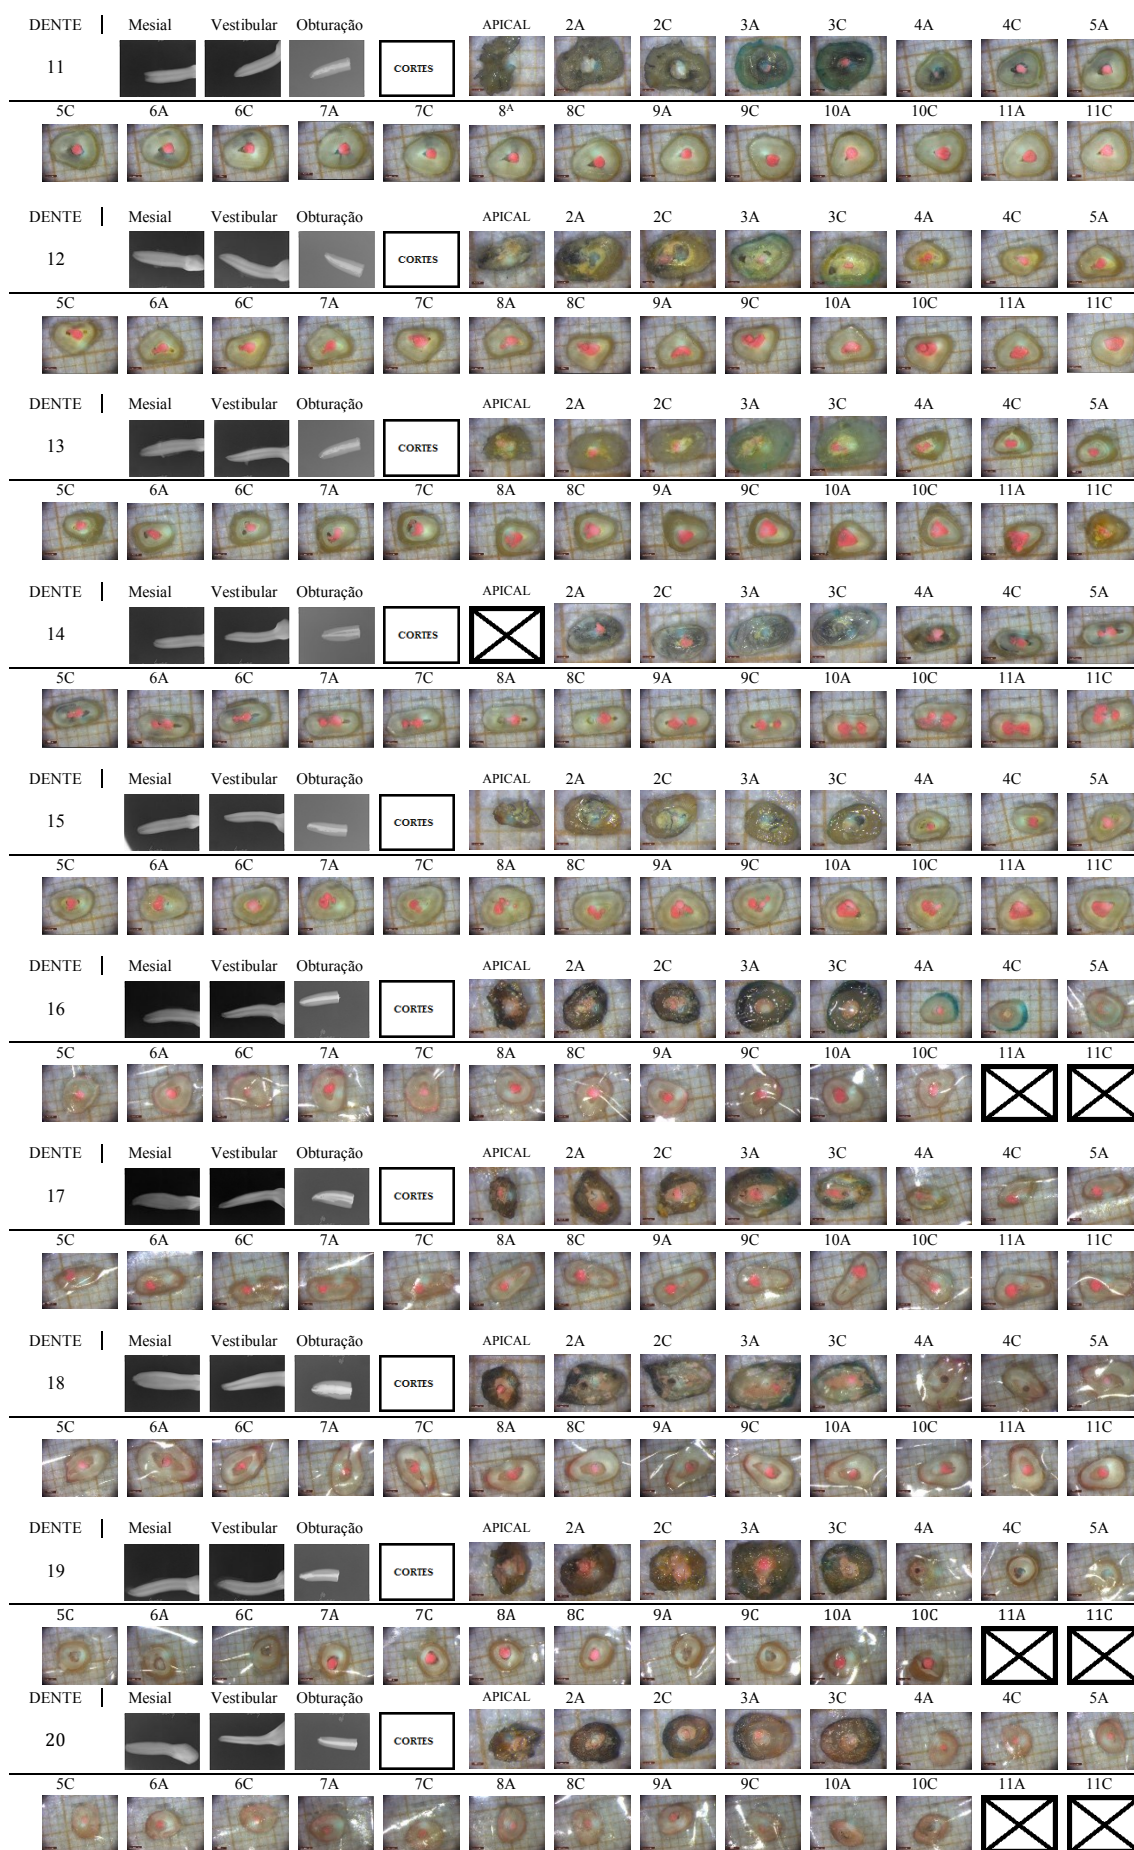 DENTE | Mesial Vestibular Obturação APICAL 2A 2C 3A 3C 4A 4C 5A
11 CORTES
5C 6A 6C 7A 7C 8ᴬ 8C 9A 9C 10A 10C 11A 11C
DENTE | Mesial Vestibular Obturação APICAL 2A 2C 3A 3C 4A 4C 5A
12 CORTES
5C 6A 6C 7A 7C 8A 8C 9A 9C 10A 10C 11A 11C
DENTE | Mesial Vestibular Obturação APICAL 2A 2C 3A 3C 4A 4C 5A
13 CORTES
5C 6A 6C 7A 7C 8A 8C 9A 9C 10A 10C 11A 11C
DENTE | Mesial Vestibular Obturação APICAL 2A 2C 3A 3C 4A 4C 5A
14 CORTES
5C 6A 6C 7A 7C 8A 8C 9A 9C 10A 10C 11A 11C
DENTE | Mesial Vestibular Obturação APICAL 2A 2C 3A 3C 4A 4C 5A
15 CORTES
5C 6A 6C 7A 7C 8A 8C 9A 9C 10A 10C 11A 11C
DENTE | Mesial Vestibular Obturação APICAL 2A 2C 3A 3C 4A 4C 5A
16 CORTES
5C 6A 6C 7A 7C 8A 8C 9A 9C 10A 10C 11A 11C
DENTE | Mesial Vestibular Obturação APICAL 2A 2C 3A 3C 4A 4C 5A
17 CORTES
5C 6A 6C 7A 7C 8A 8C 9A 9C 10A 10C 11A 11C
DENTE | Mesial Vestibular Obturação APICAL 2A 2C 3A 3C 4A 4C 5A
18 CORTES
5C 6A 6C 7A 7C 8A 8C 9A 9C 10A 10C 11A 11C
DENTE | Mesial Vestibular Obturação APICAL 2A 2C 3A 3C 4A 4C 5A
19 CORTES
5C 6A 6C 7A 7C 8A 8C 9A 9C 10A 10C 11A 11C
DENTE | Mesial Vestibular Obturação APICAL 2A 2C 3A 3C 4A 4C 5A
20 CORTES
5C 6A 6C 7A 7C 8A 8C 9A 9C 10A 10C 11A 11C